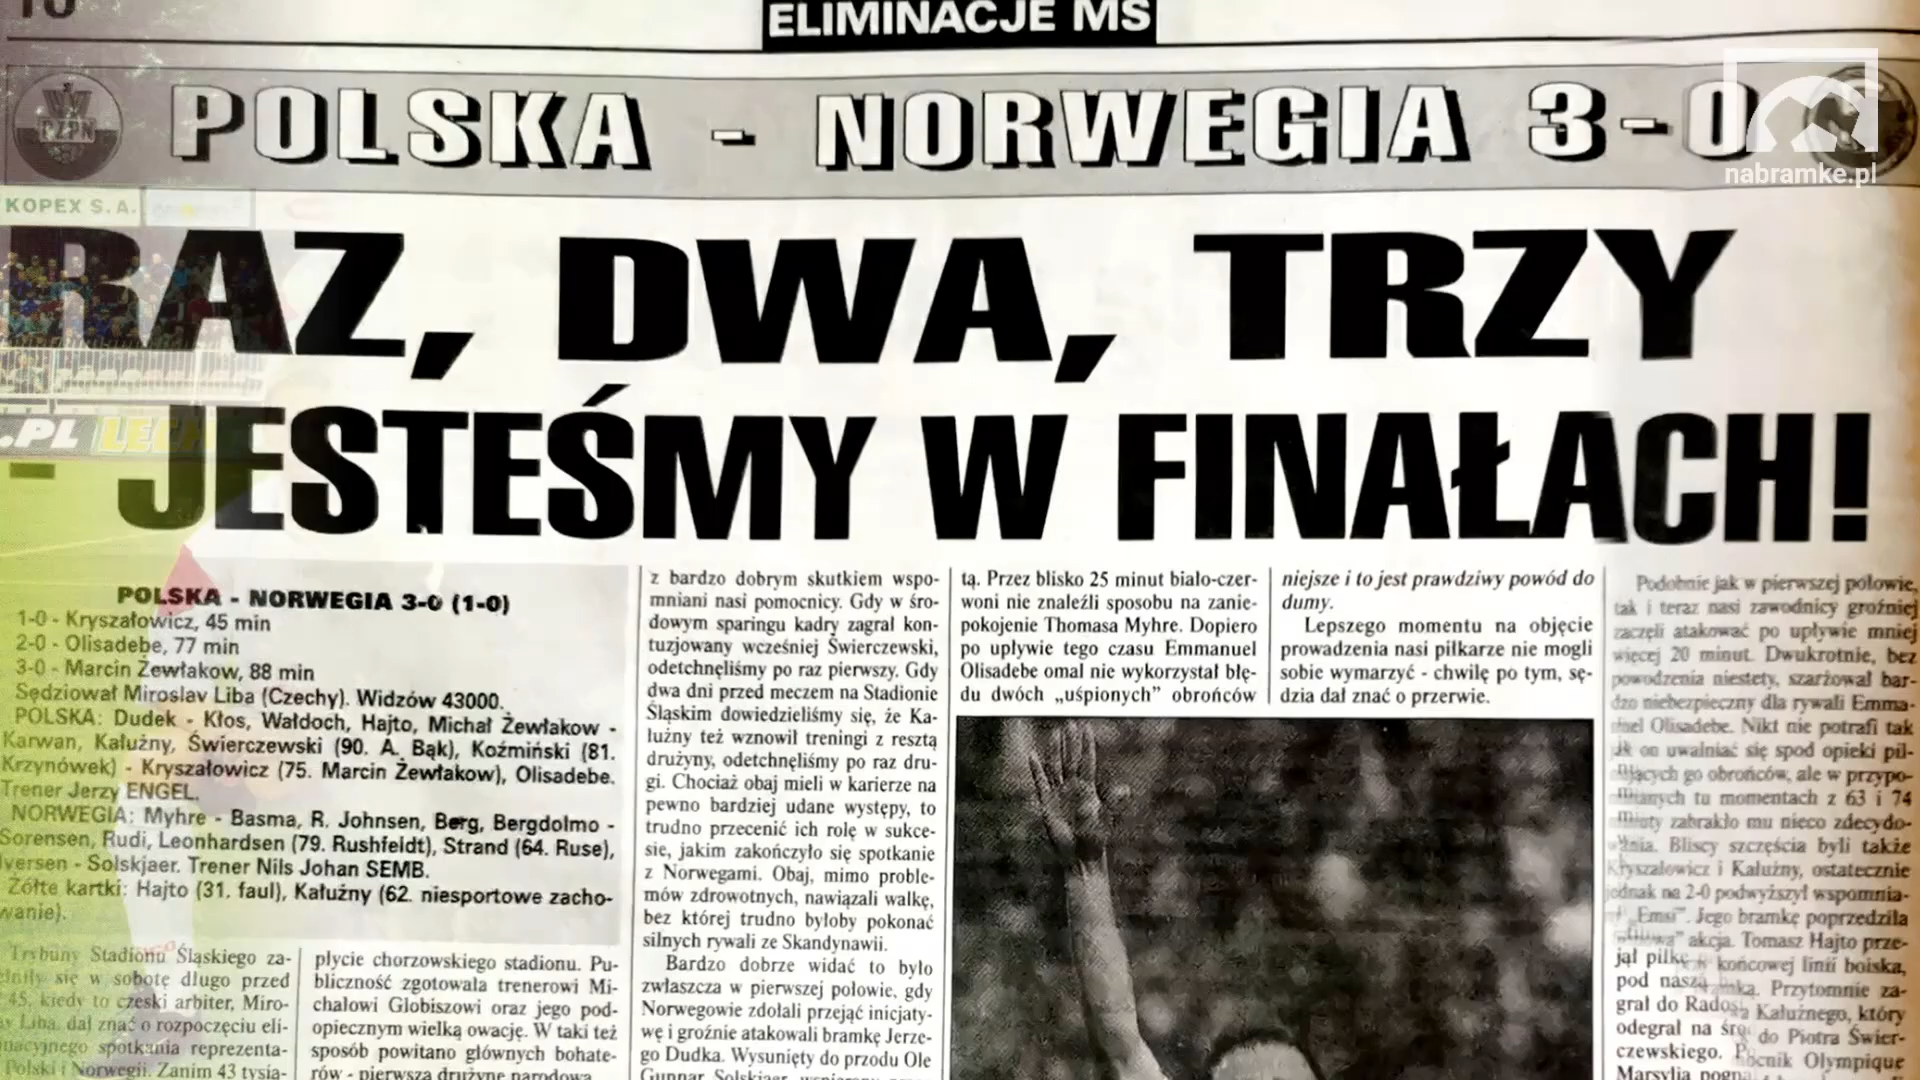 10
ELIMINACJE MS
PZPN
POLSKA - NORWEGIA 3-0
nabramke.pl
KOPEX S.A.
RAZ, DWA, TRZY
.PL LECH
- JESTEŚMY W FINAŁACH!
POLSKA - NORWEGIA 3-0 (1-0)
1-0 - Kryszałowicz, 45 min
2-0 - Olisadebe, 77 min
3-0 - Marcin Żewłakow, 88 min
Sędziował Miroslav Liba (Czechy). Widzów 43000.
POLSKA: Dudek - Kłos, Wałdoch, Hajto, Michał Żewłakow -
Karwan, Kałużny, Świerczewski (90. A. Bąk), Koźmiński (81.
Krzynówek) - Kryszałowicz (75. Marcin Żewłakow), Olisadebe.
Trener Jerzy ENGEL.
NORWEGIA: Myhre - Basma, R. Johnsen, Berg, Bergdolmo -
Sorensen, Rudi, Leonhardsen (79. Rushfeldt), Strand (64. Ruse),
Iversen - Solskjaer. Trener Nils Johan SEMB.
Żółte kartki: Hajto (31. faul), Kałużny (62. niesportowe zacho-
wanie).
Trybuny Stadionu Śląskiego za-
się w sobotę długo przed
45, kiedy to czeski arbiter, Miro-
Liba, dał znać o rozpoczęciu eli-
nacyjnego spotkania reprezenta-
Polski i Norwegii. Zanim 43 tysią-
płycie chorzowskiego stadionu. Pu-
bliczność zgotowała trenerowi Mi-
chałowi Globiszowi oraz jego pod-
opiecznym wielką owację. W taki też
sposób powitano głównych bohate-
rów - pierwszą drużynę narodową
z bardzo dobrym skutkiem wspo-
mniani nasi pomocnicy. Gdy w śro-
dowym sparingu kadry zagrał kon-
tuzjowany wcześniej Świerczewski,
odetchnęliśmy po raz pierwszy. Gdy
dwa dni przed meczem na Stadionie
Śląskim dowiedzieliśmy się, że Ka-
łużny też wznowił treningi z resztą
drużyny, odetchnęliśmy po raz dru-
gi. Chociaż obaj mieli w karierze na
pewno bardziej udane występy, to
trudno przecenić ich rolę w sukce-
sie, jakim zakończyło się spotkanie
z Norwegami. Obaj, mimo proble-
mów zdrowotnych, nawiązali walkę,
bez której trudno byłoby pokonać
silnych rywali ze Skandynawii.
Bardzo dobrze widać to było
zwłaszcza w pierwszej połowie, gdy
Norwegowie zdołali przejąć inicjaty-
wę i groźnie atakowali bramkę Jerze-
go Dudka. Wysunięty do przodu Ole
Gunnar Solskjaer, wspierany przez
tą. Przez blisko 25 minut biało-czer-
woni nie znaleźli sposobu na zanie-
pokojenie Thomasa Myhre. Dopiero
po upływie tego czasu Emmanuel
Olisadebe omal nie wykorzystał błę-
du dwóch „uśpionych” obrońców
niejsze i to jest prawdziwy powód do
dumy.
Lepszego momentu na objęcie
prowadzenia nasi piłkarze nie mogli
sobie wymarzyć - chwilę po tym, sę-
dzia dał znać o przerwie.
Podobnie jak w pierwszej połowie,
tak i teraz nasi zawodnicy groźniej
zaczęli atakować po upływie mniej
więcej 20 minut. Dwukrotnie, bez
powodzenia niestety, szarżował bar-
dzo niebezpieczny dla rywali Emma-
nuel Olisadebe. Nikt nie potrafi tak
jak on uwalniać się spod opieki pil-
nujących go obrońców, ale w przypo-
mnianych tu momentach z 63 i 74
minuty zabrakło mu nieco zdecydo-
wania. Bliscy szczęścia byli także
Kryszałowicz i Kałużny, ostatecznie
jednak na 2-0 podwyższył wspomnia-
„Emsi”. Jego bramkę poprzedziła
akcja. Tomasz Hajto prze-
jął piłkę końcowej linii boiska,
pod naszą bramką. Przytomnie za-
grał do Radosł Kałużnego, który
odegrał na śro do Piotra Świer-
czewskiego. Pomocnik Olympique
Marsylia pogna